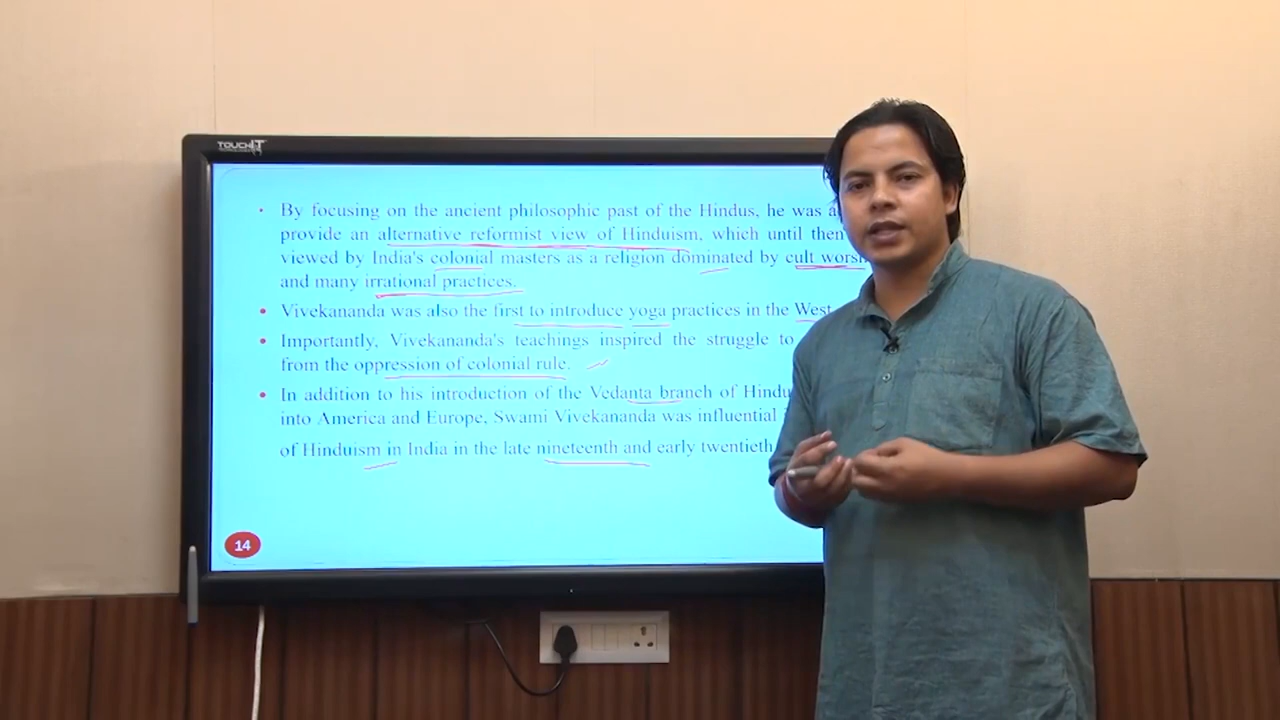 TOUCHIT
By focusing on the ancient philosophic past of the Hindus, he was
provide an alternative reformist view of Hinduism, which until then
viewed by India's colonial masters as a religion dominated by cult
and many irrational practices.
Vivekananda was also the first to introduce yoga practices in the West
Importantly, Vivekananda's teachings inspired the struggle to
from the oppression of colonial rule.
In addition to his introduction of the Vedanta branch of
into America and Europe, Swami Vivekananda was influential
of Hinduism in India in the late nineteenth and early twentieth
14